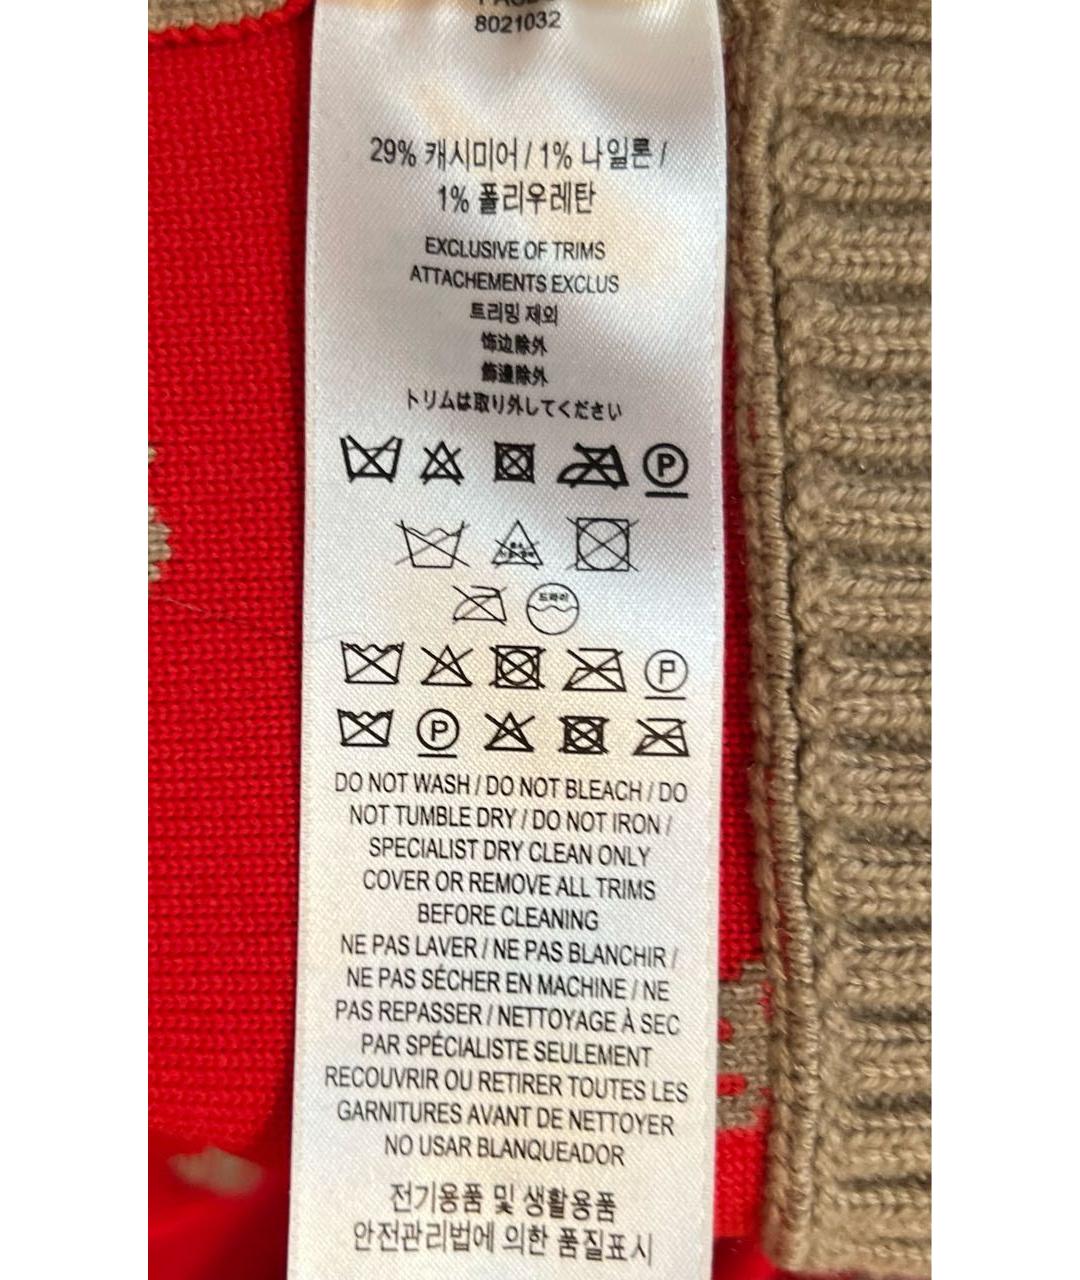 8021032
29% 캐시미어 / 1% 나일론 /
1% 폴리우레탄
EXCLUSIVE OF TRIMS
ATTACHEMENTS EXCLUS
트리밍 제외
饰边除外
飾邊除外
トリムは取り外してください
P
드라이
P
P
DO NOT WASH / DO NOT BLEACH / DO
NOT TUMBLE DRY / DO NOT IRON /
SPECIALIST DRY CLEAN ONLY
COVER OR REMOVE ALL TRIMS
BEFORE CLEANING
NE PAS LAVER / NE PAS BLANCHIR /
NE PAS SÉCHER EN MACHINE / NE
PAS REPASSER / NETTOYAGE À SEC
PAR SPÉCIALISTE SEULEMENT
RECOUVRIR OU RETIRER TOUTES LES
GARNITURES AVANT DE NETTOYER
NO USAR BLANQUEADOR
전기용품 및 생활용품
안전관리법에 의한 품질표시